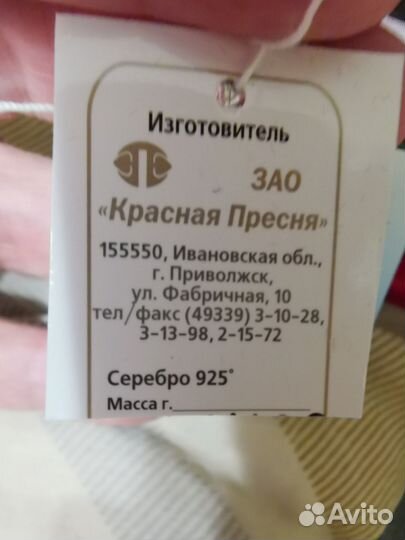 Изготовитель
ЗАО
«Красная Пресня»
155550, Ивановская обл.,
г. Приволжск,
ул. Фабричная, 10
тел/факс (49339) 3-10-28,
3-13-98, 2-15-72
Серебро 925°
Масса г.
Avito